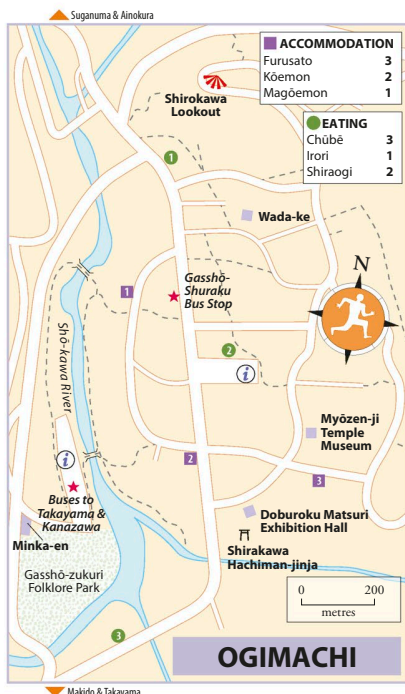 Suganuma & Ainokura
ACCOMMODATION
Furusato 3
Kōemon 2
Magōemon 1
EATING
Chūbē 3
Irori 1
Shiraogi 2
Shirokawa
Lookout
1
Wada-ke
N
1
Gasshō-
Shuraku
Bus Stop
2
i
Shō-kawa River
Myōzen-ji
Temple
Museum
i
2
3
Buses to
Takayama &
Kanazawa
Doburoku Matsuri
Exhibition Hall
Minka-en
Shirakawa
Hachiman-jinja
Gasshō-zukuri
Folklore Park
0 200
metres
3
OGIMACHI
Makido & Takayama